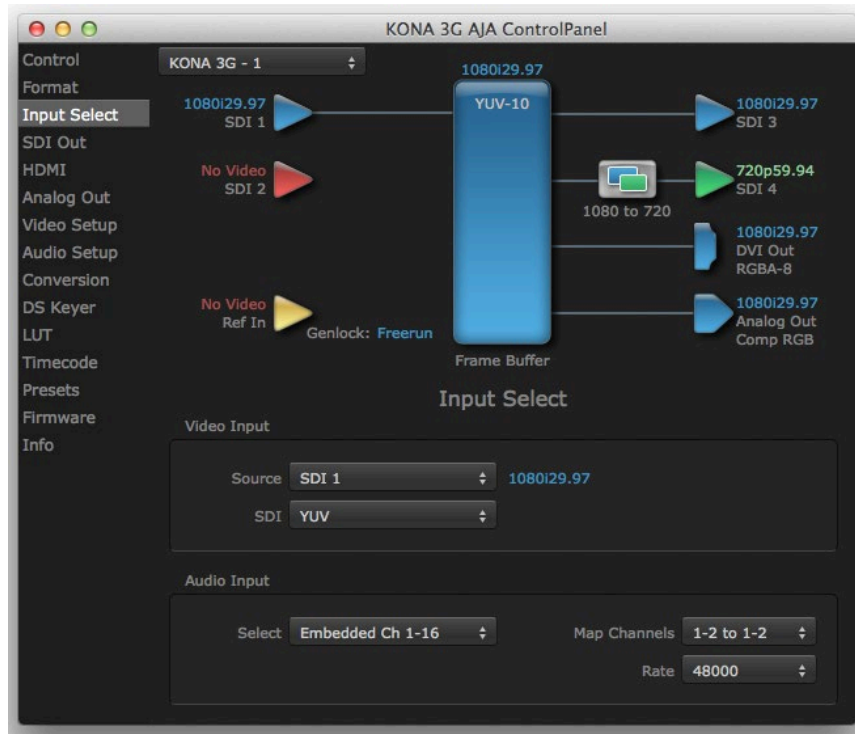 KONA 3G AJA ControlPanel
Control
Format
Input Select
SDI Out
HDMI
Analog Out
Video Setup
Audio Setup
Conversion
DS Keyer
LUT
Timecode
Presets
Firmware
Info
KONA 3G - 1
1080i29.97
YUV-10
1080i29.97
SDI 1
No Video
SDI 2
No Video
Ref In
Genlock: Freerun
Frame Buffer
1080i29.97
SDI 3
1080 to 720
720p59.94
SDI 4
1080i29.97
DVI Out
RGBA-8
1080i29.97
Analog Out
Comp RGB
Input Select
Video Input
Source SDI 1 1080i29.97
SDI YUV
Audio Input
Select Embedded Ch 1-16 Map Channels 1-2 to 1-2
Rate 48000